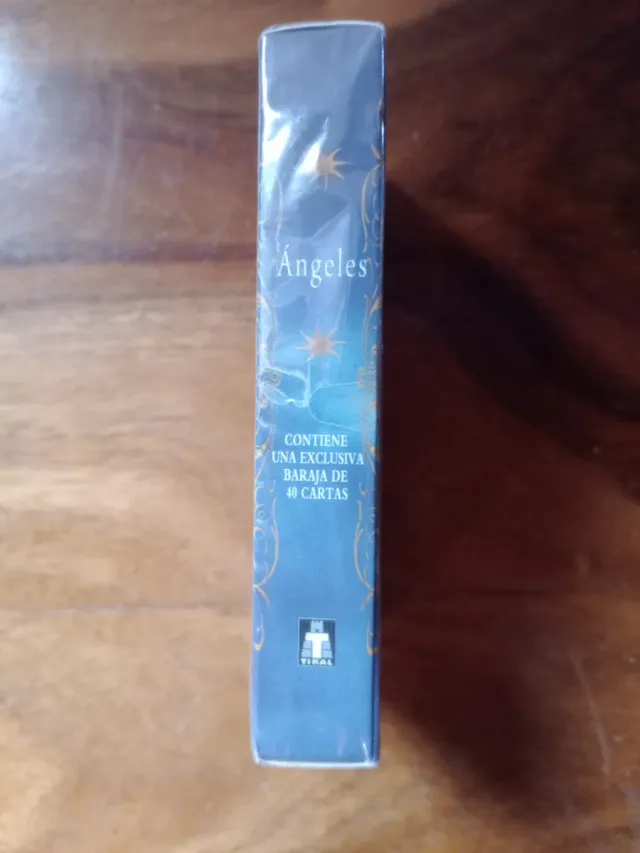 Ángeles
CONTIENE
UNA EXCLUSIVA
BARAJA DE
40 CARTAS
T
TIKAL